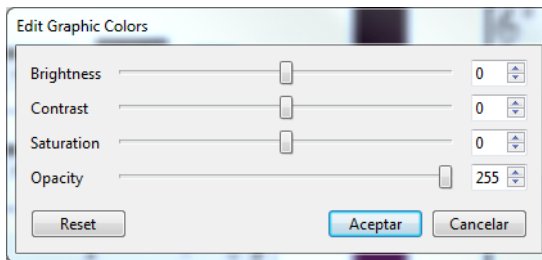 Edit Graphic Colors
Brightness 0
Contrast 0
Saturation 0
Opacity 255
Reset Aceptar Cancelar